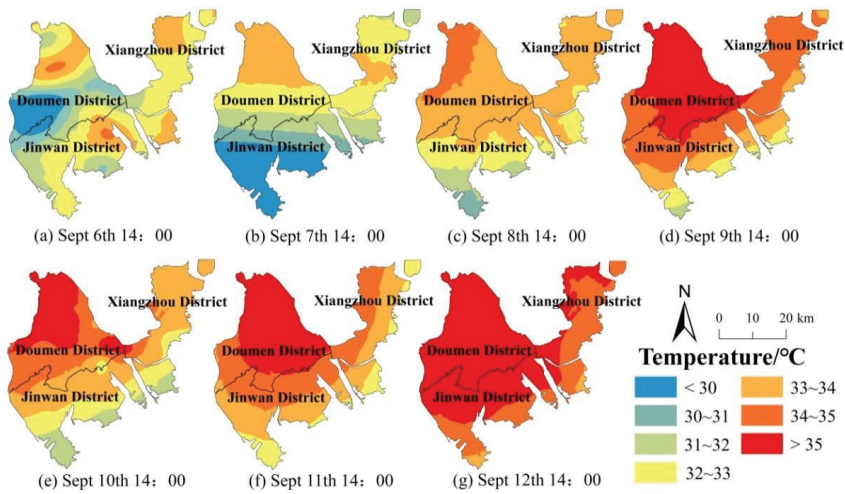 Xiangzhou District
Doumen District
Jinwan District
(a) Sept 6th 14：00
Xiangzhou District
Doumen District
Jinwan District
(b) Sept 7th 14：00
Xiangzhou District
Doumen District
Jinwan District
(c) Sept 8th 14：00
Xiangzhou District
Doumen District
Jinwan District
(d) Sept 9th 14：00
Xiangzhou District
Doumen District
Jinwan District
(e) Sept 10th 14：00
Xiangzhou District
Doumen District
Jinwan District
(f) Sept 11th 14：00
Xiangzhou District
Doumen District
Jinwan District
(g) Sept 12th 14：00
N
0 10 20 km
Temperature/℃
< 30
30~31
31~32
32~33
33~34
34~35
> 35